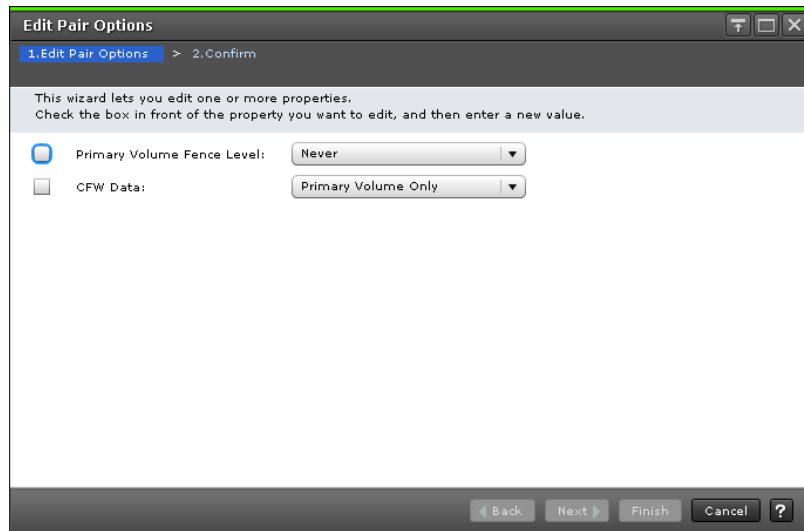 Edit Pair Options
1.Edit Pair Options > 2.Confirm
This wizard lets you edit one or more properties.
Check the box in front of the property you want to edit, and then enter a new value.
Primary Volume Fence Level: Never
CFW Data: Primary Volume Only
Back Next Finish Cancel ?